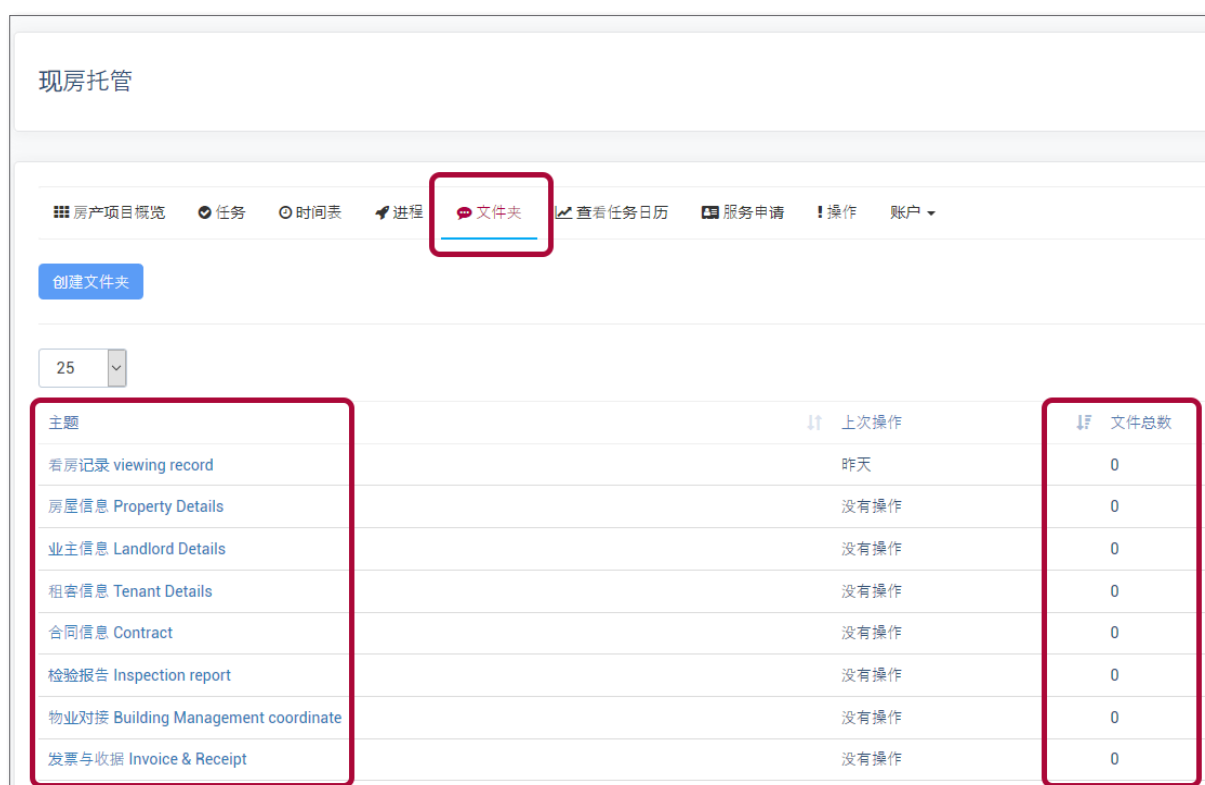 现房托管
房产项目概览 任务 时间表 进程 文件夹 查看任务日历 服务申请 操作 账户
创建文件夹
25
主题 上次操作 文件总数
看房记录 viewing record 昨天 0
房屋信息 Property Details 没有操作 0
业主信息 Landlord Details 没有操作 0
租客信息 Tenant Details 没有操作 0
合同信息 Contract 没有操作 0
检验报告 Inspection report 没有操作 0
物业对接 Building Management coordinate 没有操作 0
发票与收据 Invoice & Receipt 没有操作 0